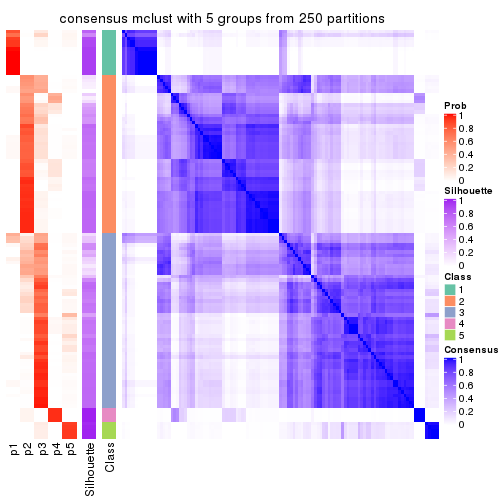 consensus mclust with 5 groups from 250 partitions
Prob
1
0.8
0.6
0.4
0.2
0
Silhouette
1
0.8
0.6
0.4
0.2
0
Class
1
2
3
4
5
Consensus
1
0.8
0.6
0.4
0.2
0
p1
p2
p3
p4
p5
Silhouette
Class